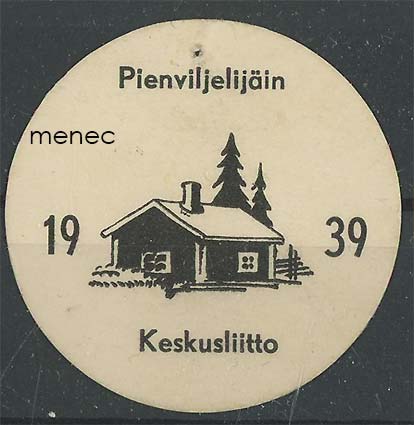 Pienviljelijäin
menec
19 39
Keskusliitto